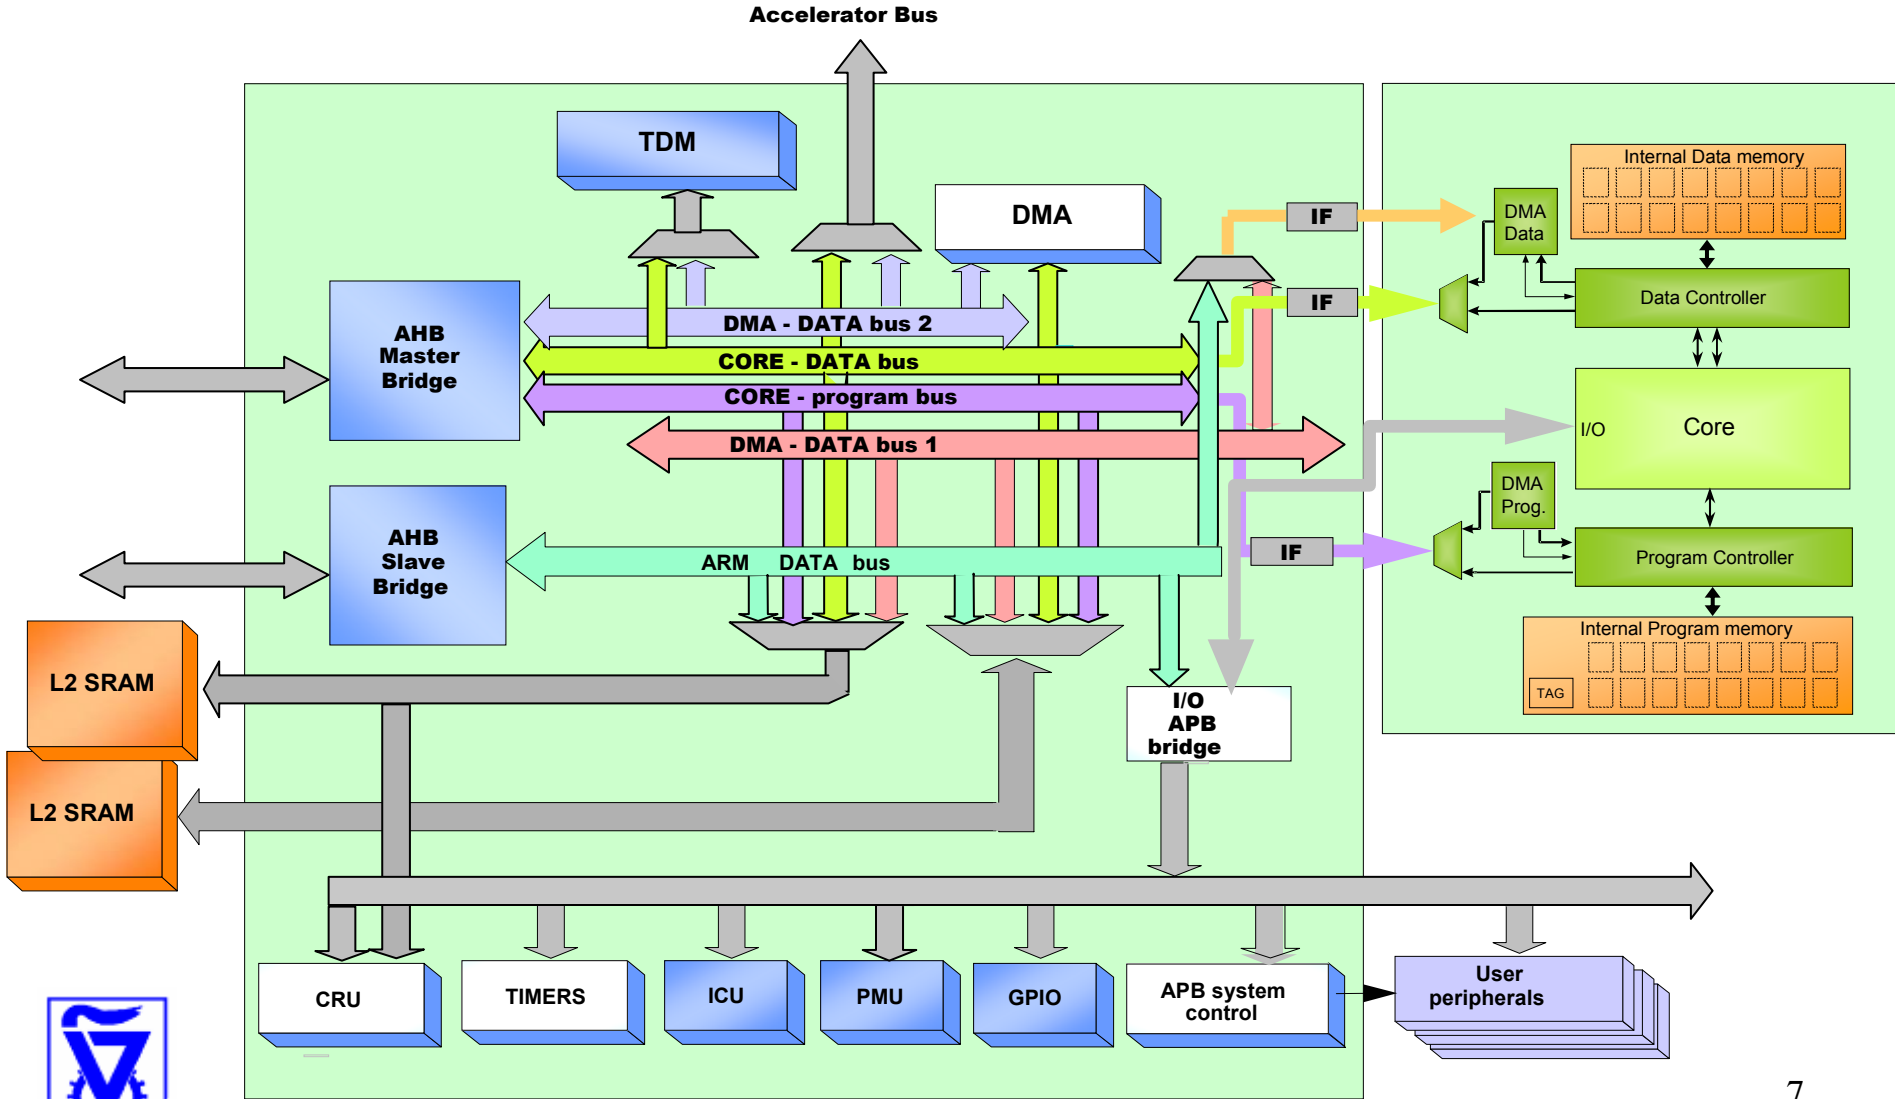 Accelerator Bus
TDM
DMA
IF
IF
DMA
Data
Internal Data memory
Data Controller
AHB
Master
Bridge
DMA - DATA bus 2
CORE - DATA bus
CORE - program bus
DMA - DATA bus 1
I/O
Core
DMA
Prog.
AHB
Slave
Bridge
ARM DATA bus
IF
Program Controller
Internal Program memory
TAG
L2 SRAM
L2 SRAM
I/O
APB
bridge
CRU
TIMERS
ICU
PMU
GPIO
APB system
control
User
peripherals
7